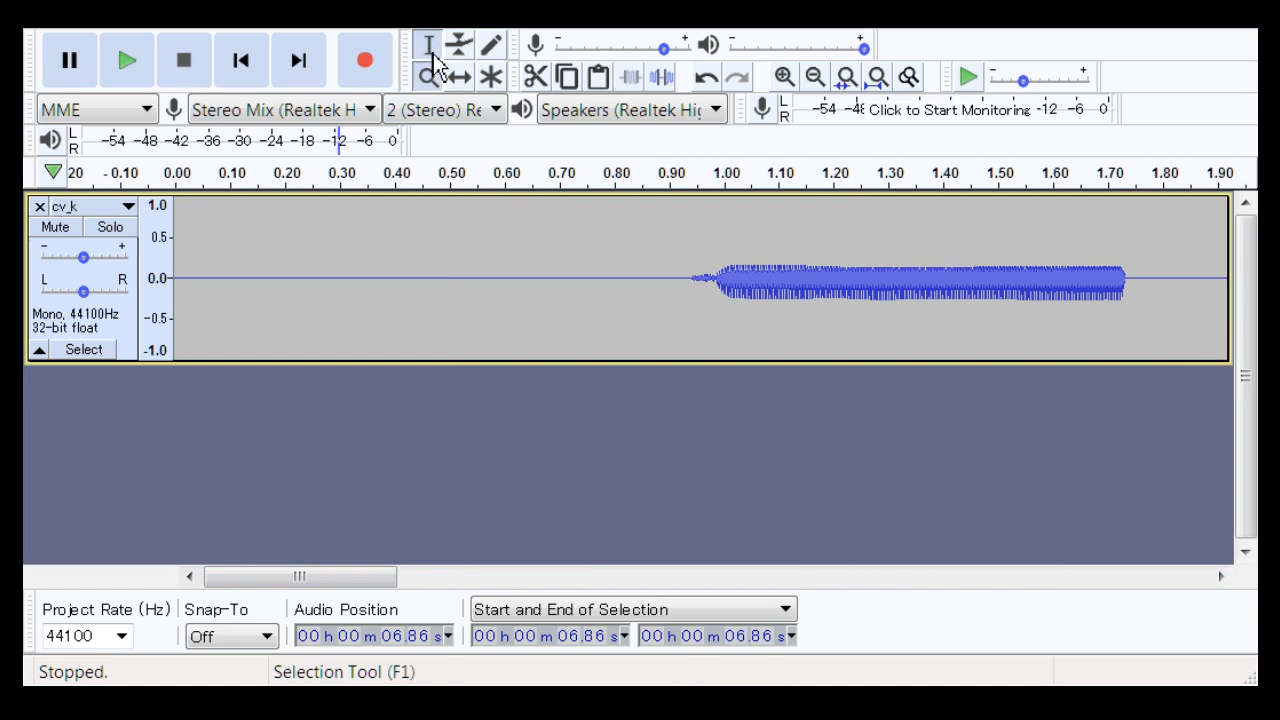 MME Stereo Mix (Realtek H 2 (Stereo) Re Speakers (Realtek Hig L R -54 -48 Click to Start Monitoring -12 -6 0
L R -54 -48 -42 -36 -30 -24 -18 -12 -6 0
20 -0.10 0.00 0.10 0.20 0.30 0.40 0.50 0.60 0.70 0.80 0.90 1.00 1.10 1.20 1.30 1.40 1.50 1.60 1.70 1.80 1.90
cv_k 1.0
Mute Solo
0.5
- +
L R 0.0
Mono, 44100Hz
-0.5
32-bit float
Select -1.0
Project Rate (Hz) Snap-To Audio Position Start and End of Selection
44100 Off 00 h 00 m 06.86 s 00 h 00 m 06.86 s 00 h 00 m 06.86 s
Stopped. Selection Tool (F1)